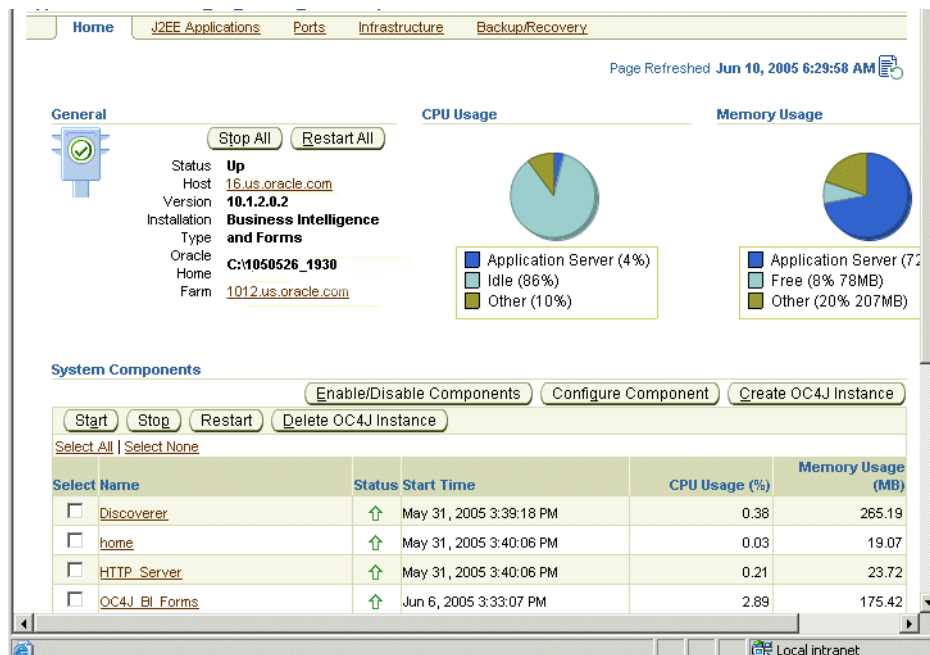 Home J2EE Applications Ports Infrastructure Backup/Recovery
Page Refreshed Jun 10, 2005 6:29:58 AM
General
Stop All Restart All
Status Up
Host 16.us.oracle.com
Version 10.1.2.0.2
Installation Type Business Intelligence and Forms
Oracle Home C:\1050526_1930
Farm 1012.us.oracle.com
CPU Usage
Application Server (4%)
Idle (86%)
Other (10%)
Memory Usage
Application Server (72
Free (8% 78MB)
Other (20% 207MB)
System Components
Enable/Disable Components Configure Component Create OC4J Instance
Start Stop Restart Delete OC4J Instance
Select All | Select None
Select Name Status Start Time CPU Usage (%) Memory Usage (MB)
Discoverer May 31, 2005 3:39:18 PM 0.38 265.19
home May 31, 2005 3:40:06 PM 0.03 19.07
HTTP_Server May 31, 2005 3:40:06 PM 0.21 23.72
OC4J_BI_Forms Jun 6, 2005 3:33:07 PM 2.89 175.42
Local intranet